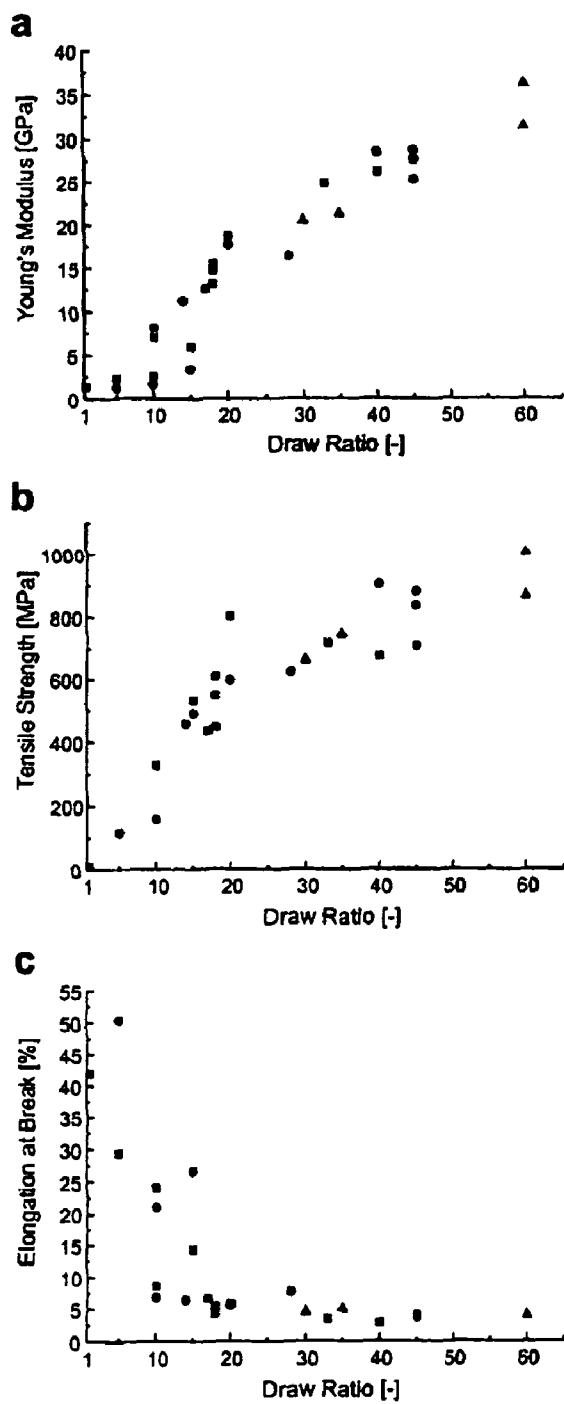 a
Young's Modulus [GPa]
40
35
30
25
20
15
10
5
0
1 10 20 30 40 50 60
Draw Ratio [-]
b
Tensile Strength [MPa]
1000
800
600
400
200
0
1 10 20 30 40 50 60
Draw Ratio [-]
c
Elongation at Break [%]
55
50
45
40
35
30
25
20
15
10
5
0
1 10 20 30 40 50 60
Draw Ratio [-]